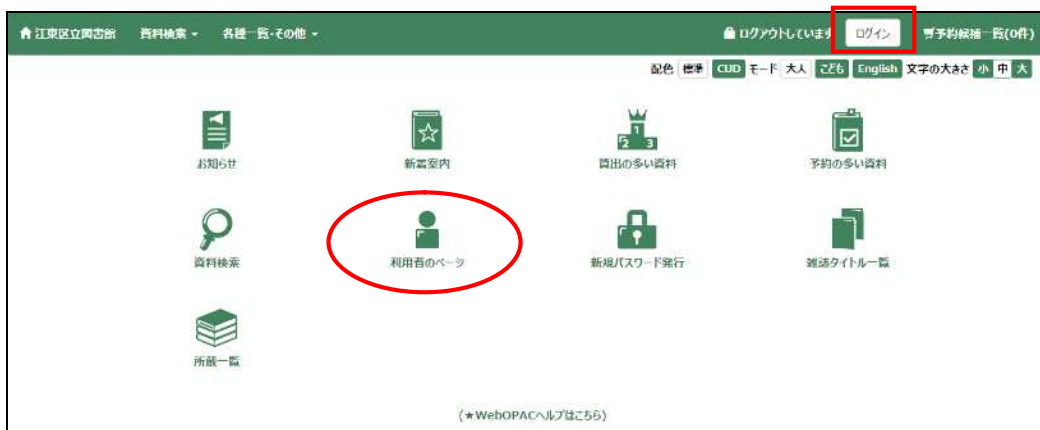 江東区立図書館 資料検索 各種一覧・その他 ログアウトしています ログイン 予約候補一覧(0件)
配色 標準 CUD モード 大人 こども English 文字の大きさ 小 中 大
お知らせ 新着案内 貸出の多い資料 予約の多い資料
1 2 3
資料検索 利用者のページ 新規パスワード発行 雑誌タイトル一覧
所蔵一覧
(★WebOPACヘルプはこちら)